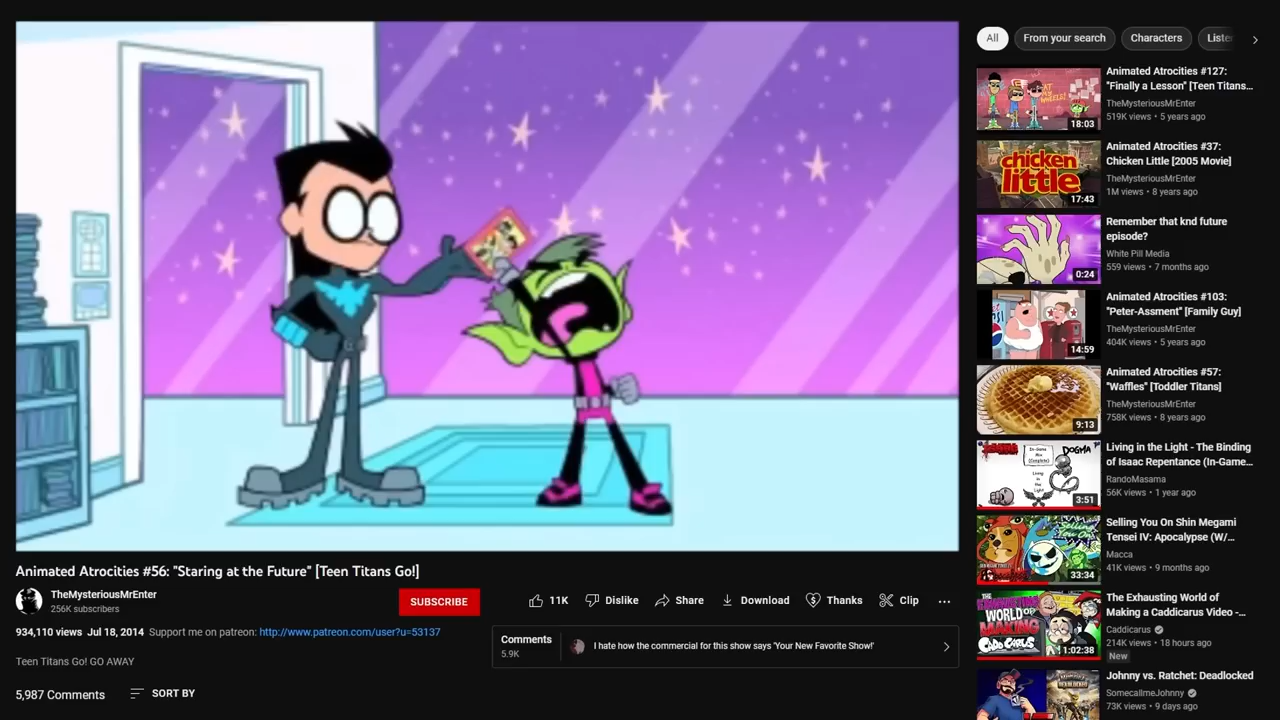 Animated Atrocities #56: "Staring at the Future" [Teen Titans Go!]
TheMysteriousMrEnter
256K subscribers
SUBSCRIBE
11K
Dislike
Share
Download
Thanks
Clip
934,110 views Jul 18, 2014 Support me on patreon: http://www.patreon.com/user?u=53137
Teen Titans Go! GO AWAY
Comments
5.9K
I hate how the commercial for this show says 'Your New Favorite Show!'
5,987 Comments
SORT BY
All
From your search
Characters
Animated Atrocities #127:
"Finally a Lesson" [Teen Titans...
TheMysteriousMrEnter
519K views • 5 years ago
18:03
Animated Atrocities #37:
Chicken Little [2005 Movie]
TheMysteriousMrEnter
1M views • 8 years ago
chicken
little
17:43
Remember that knd future
episode?
White Pill Media
559 views • 7 months ago
0:24
Animated Atrocities #103:
"Peter-Assment" [Family Guy]
TheMysteriousMrEnter
404K views • 5 years ago
14:59
Animated Atrocities #57:
"Waffles" [Toddler Titans]
TheMysteriousMrEnter
758K views • 8 years ago
9:13
Living in the Light - The Binding
of Isaac Repentance (In-Game...
RandoMasama
56K views • 1 year ago
DOGMA
3:51
Selling You On Shin Megami
Tensei IV: Apocalypse (W/...
Macca
41K views • 9 months ago
33:34
The Exhausting World of
Making a Caddicarus Video -...
Caddicarus
214K views • 18 hours ago
New
THE
EXHAUSTING
WORLD OF
MAKING
CADDICARUS
1:02:38
Johnny vs. Ratchet: Deadlocked
SomecallmeJohnny
73K views • 9 days ago